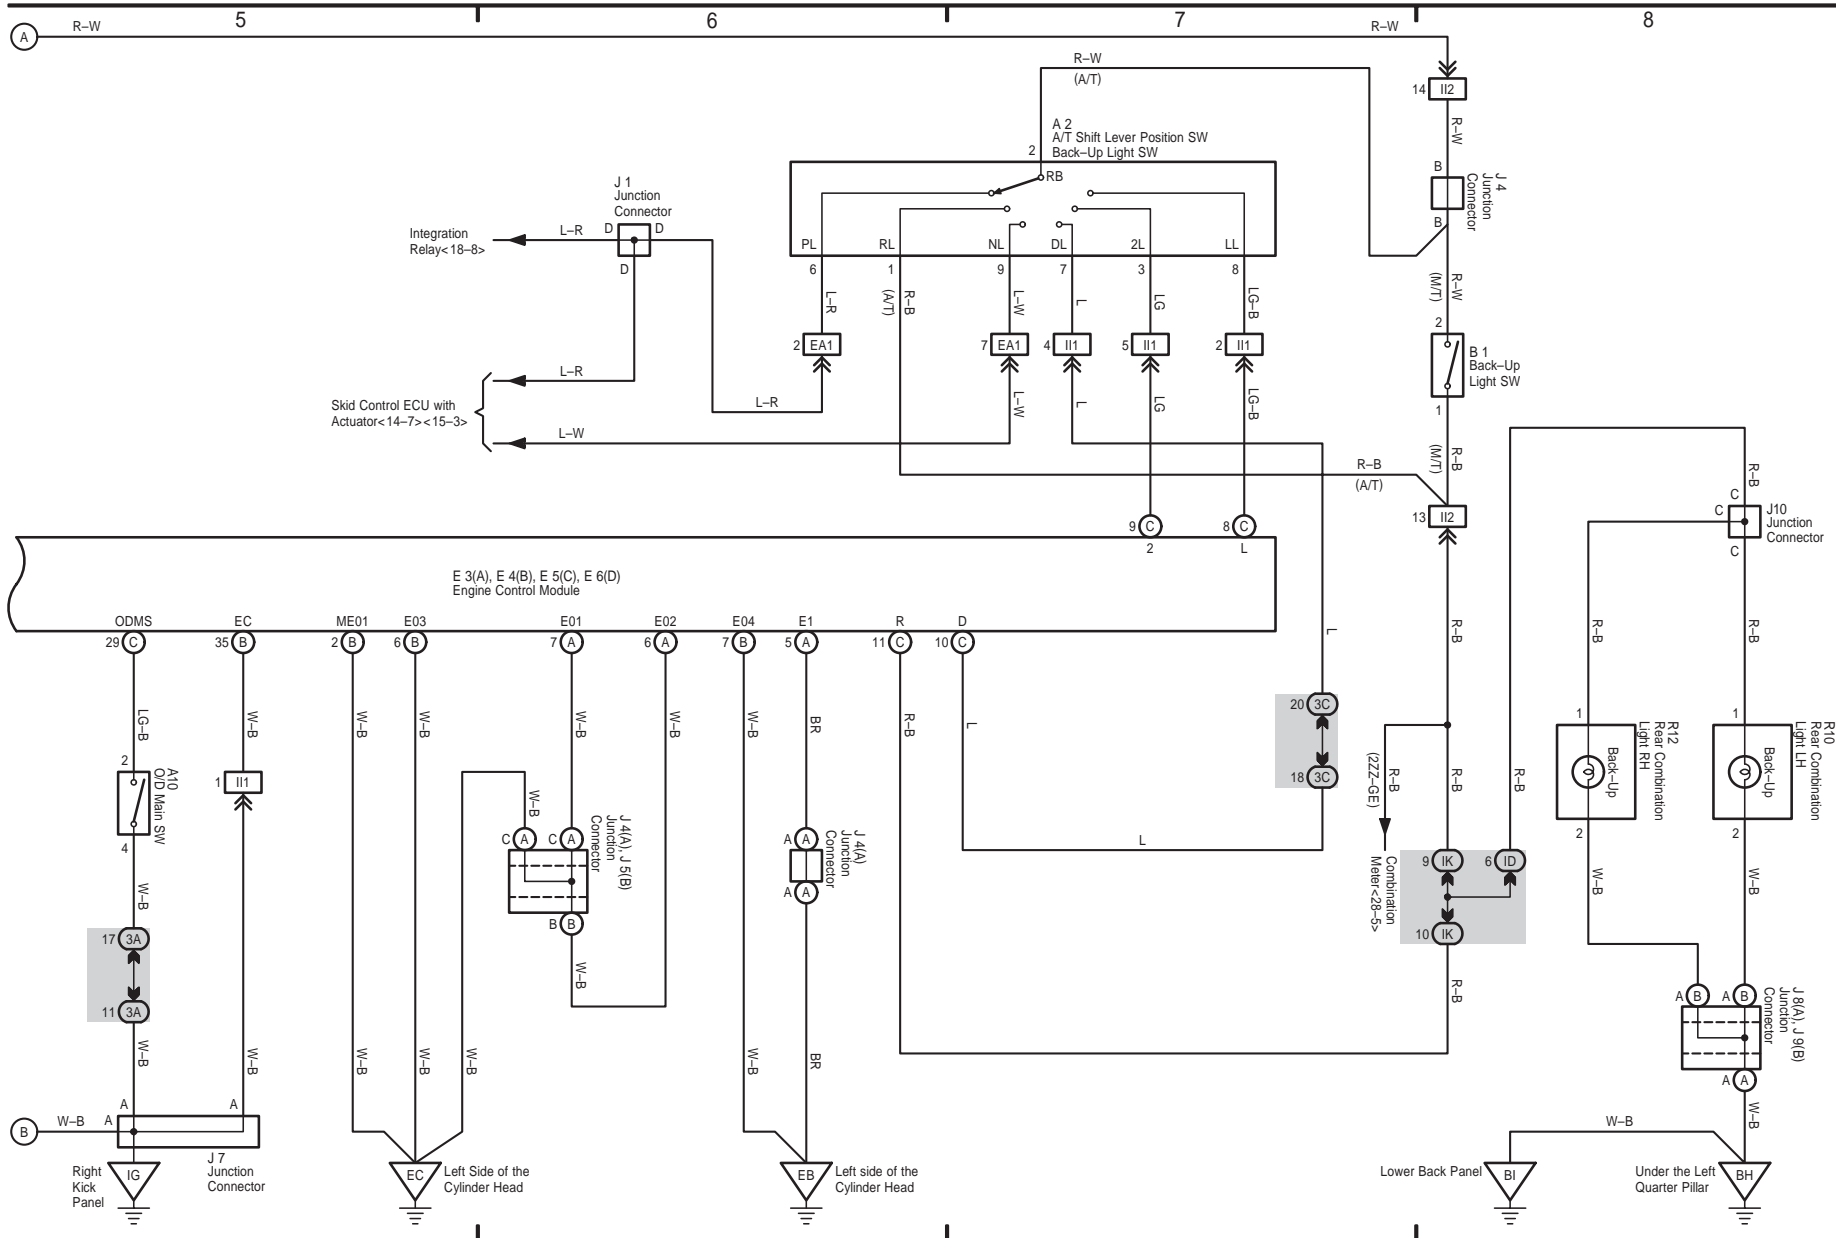 5
6
7
8
A
R–W
R–W
R–W
(A/T)
14
II2
R–W
A 2
A/T Shift Lever Position SW
Back–Up Light SW
2
RB
B
B
J 4
Junction
Connector
J 1
Junction
Connector
D
D
D
Integration
Relay<18–8>
L–R
PL
RL
NL
DL
2L
LL
6
1
9
7
3
8
L–R
(A/T)
R–B
L–W
L
LG
LG–B
(M/T)
R–W
2
EA1
7
EA1
4
II1
5
II1
2
II1
2
B 1
Back–Up
Light SW
1
L–R
L–R
L–W
L
LG
LG–B
Skid Control ECU with
Actuator<14–7><15–3>
L–W
(M/T)
R–B
R–B
(A/T)
R–B
C
C
C
J10
Junction
Connector
13
II2
9
C
8
C
2
L
E 3(A), E 4(B), E 5(C), E 6(D)
Engine Control Module
ODMS
EC
ME01
E03
E01
E02
E04
E1
R
D
29
C
35
B
2
B
6
B
7
A
6
A
7
B
5
A
11
C
10
C
L
R–B
R–B
R–B
LG–B
W–B
W–B
W–B
W–B
W–B
W–B
BR
R–B
L
20
3C
18
3C
1
R12
Rear Combination
Light RH
Back–Up
2
1
R10
Rear Combination
Light LH
Back–Up
2
2
A10
O/D Main SW
4
1
II1
W–B
R–B
(2ZZ–GE)
R–B
R–B
C
A
C
A
J 4(A), J 5(B)
Junction
Connector
B
B
A
A
J 4(A)
Junction
Connector
A
A
L
Combination
Meter<28–5>
9
IK
6
ID
10
IK
W–B
W–B
W–B
17
3A
11
3A
W–B
R–B
A
B
A
B
J 8(A), J 9(B)
Junction
Connector
A
A
W–B
W–B
W–B
W–B
W–B
W–B
BR
W–B
B
W–B
A
A
A
J 7
Junction
Connector
Right
Kick
Panel
IG
EC
Left Side of the
Cylinder Head
EB
Left side of the
Cylinder Head
W–B
Lower Back Panel
BI
Under the Left
Quarter Pillar
BH